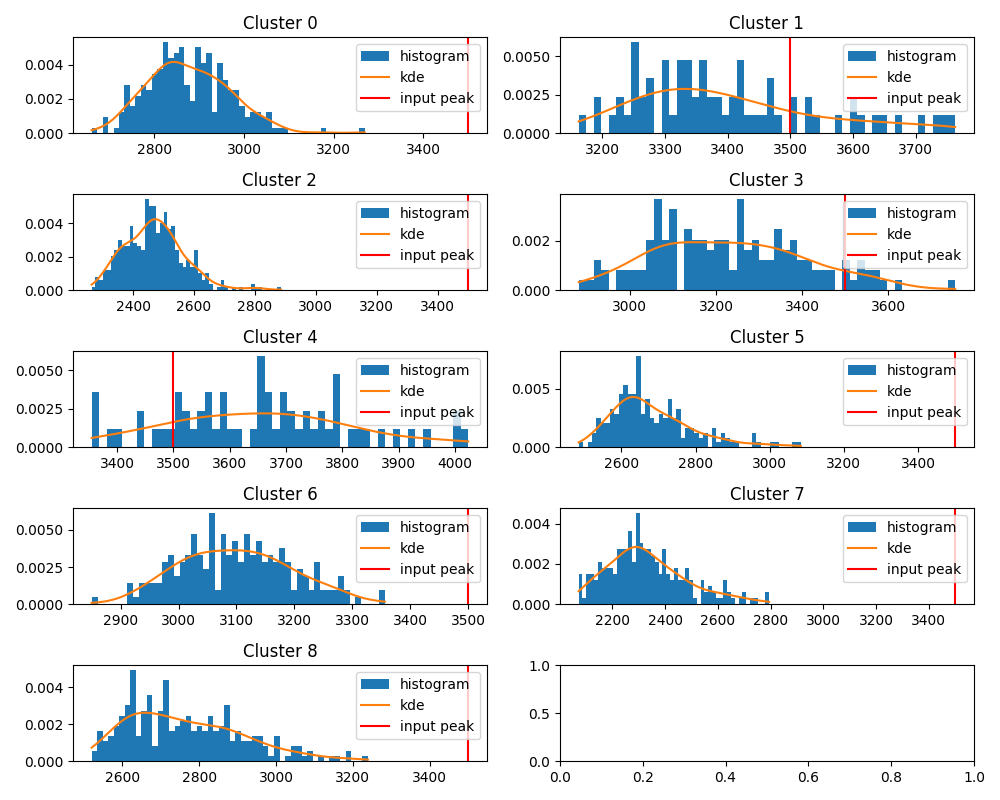 Cluster 0
0.004
0.002
0.000
histogram
kde
input peak
2800 3000 3200 3400
Cluster 1
0.0050
0.0025
0.0000
histogram
kde
input peak
3200 3300 3400 3500 3600 3700
Cluster 2
0.004
0.002
0.000
histogram
kde
input peak
2400 2600 2800 3000 3200 3400
Cluster 3
0.002
0.000
histogram
kde
input peak
3000 3200 3400 3600
Cluster 4
0.0050
0.0025
0.0000
histogram
kde
input peak
3400 3500 3600 3700 3800 3900 4000
Cluster 5
0.005
0.000
histogram
kde
input peak
2600 2800 3000 3200 3400
Cluster 6
0.0050
0.0025
0.0000
histogram
kde
input peak
2900 3000 3100 3200 3300 3400 3500
Cluster 7
0.004
0.002
0.000
histogram
kde
input peak
2200 2400 2600 2800 3000 3200 3400
Cluster 8
0.004
0.002
0.000
histogram
kde
input peak
2600 2800 3000 3200 3400
1.0
0.5
0.0
0.0 0.2 0.4 0.6 0.8 1.0